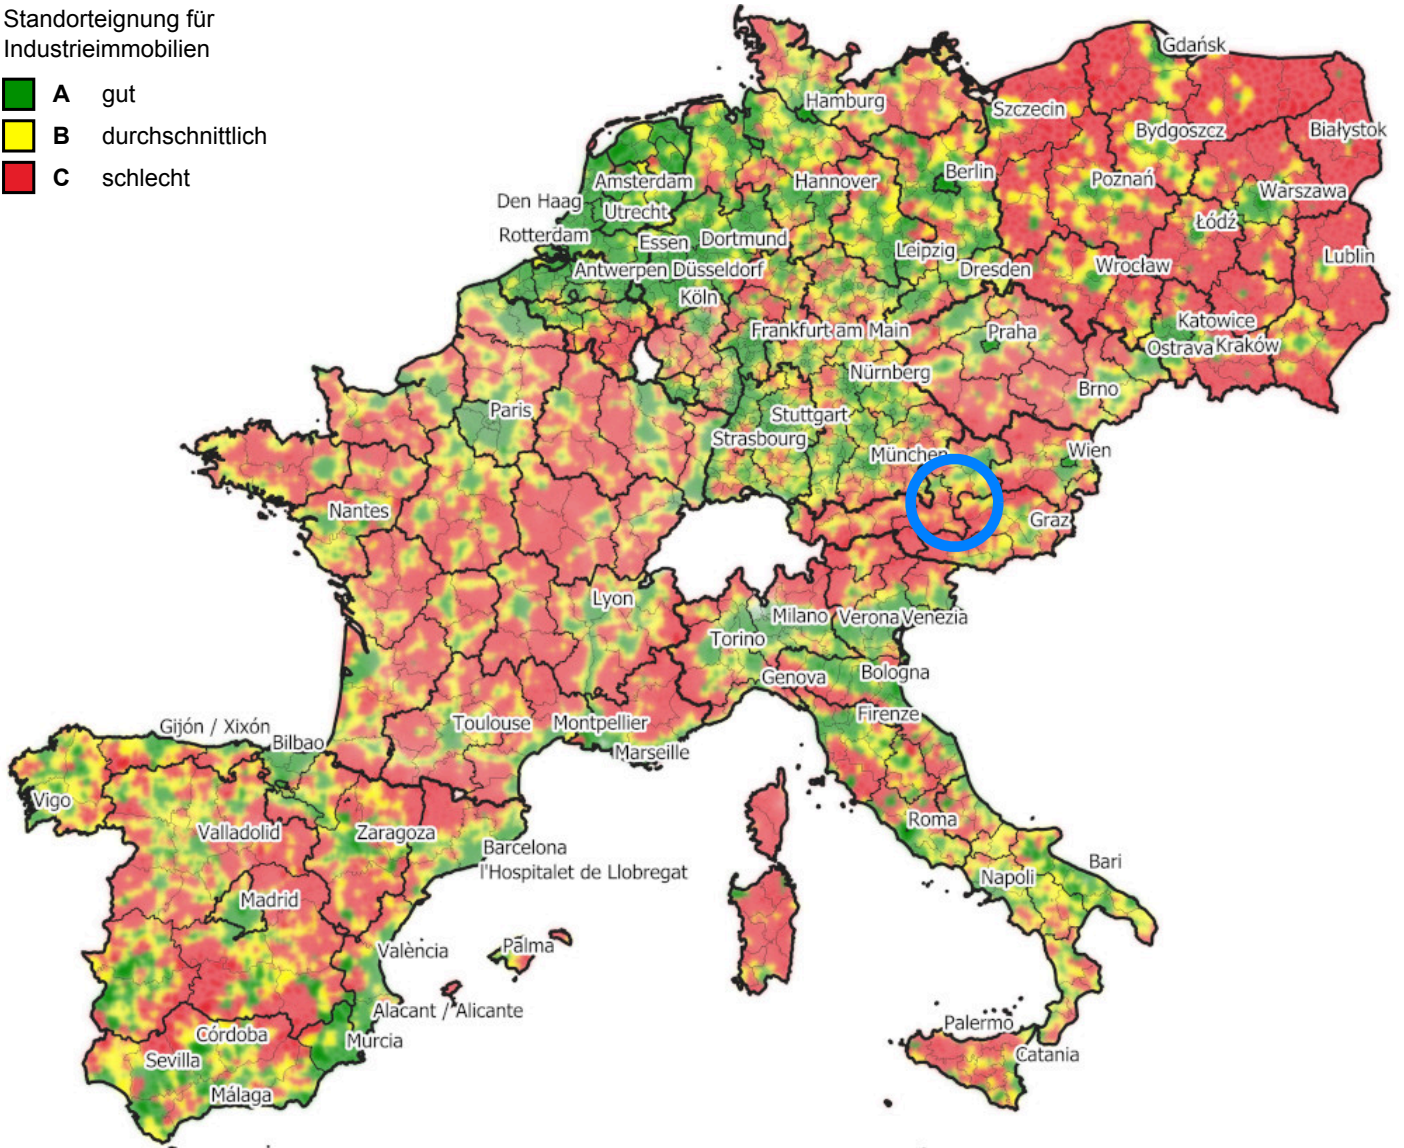 Standorteignung für
Industrieimmobilien
A gut
B durchschnittlich
C schlecht
Gdańsk
Hamburg
Szczecin
Bydgoszcz
Białystok
Berlin
Amsterdam
Hannover
Poznań
Warszawa
Den Haag
Utrecht
Łódź
Rotterdam
Essen
Dortmund
Leipzig
Lublin
Antwerpen
Düsseldorf
Dresden
Wrocław
Köln
Katowice
Frankfurt am Main
Praha
Ostrava
Kraków
Nürnberg
Brno
Paris
Stuttgart
Strasbourg
München
Wien
Nantes
Graz
Lyon
Milano
Verona
Venezia
Torino
Genova
Bologna
Firenze
Gijón / Xixón
Toulouse
Montpellier
Bilbao
Marseille
Vigo
Valladolid
Zaragoza
Roma
Barcelona
Bari
l'Hospitalet de Llobregat
Napoli
Madrid
València
Palma
Alacant / Alicante
Palermo
Córdoba
Murcia
Sevilla
Catania
Málaga